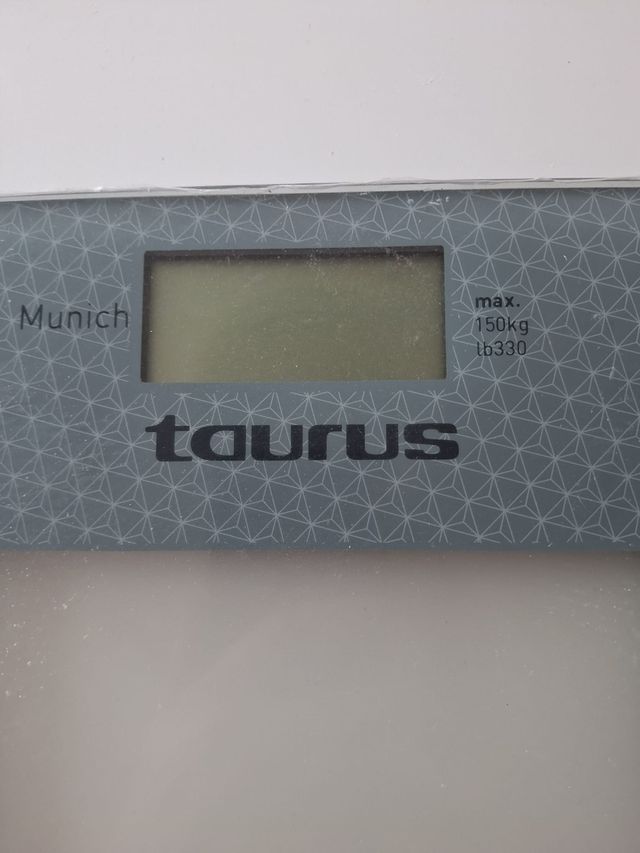 Munich
max.
150kg
lb330
taurus